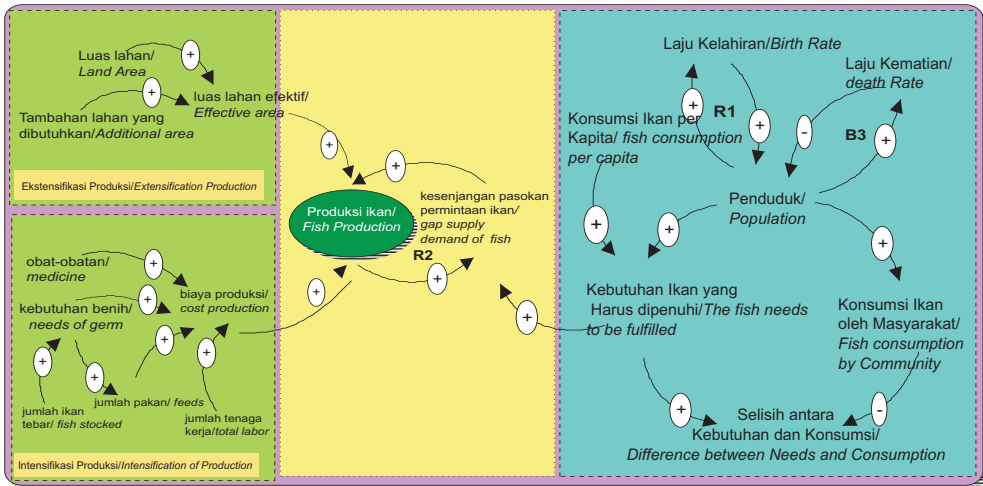 Luas lahan/
Land Area
+
+
luas lahan efektif/
Effective area
Tambahan lahan yang
dibutuhkan/Additional area
Ekstensifikasi Produksi/Extensification Production
obat-obatan/
medicine
+
kebutuhan benih/
needs of germ
+
biaya produksi/
cost production
+
+
+
+
jumlah pakan/ feeds
jumlah ikan
tebar/ fish stocked
jumlah tenaga
kerja/total labor
Intensifikasi Produksi/Intensification of Production
+
+
Produksi ikan/
Fish Production
kesenjangan pasokan
permintaan ikan/
gap supply
demand of fish
R2
+
+
+
Laju Kelahiran/Birth Rate
Laju Kematian/
death Rate
Konsumsi Ikan per
Kapita/ fish consumption
per capita
+
R1
+
-
B3
+
Penduduk/
Population
+
+
+
Kebutuhan Ikan yang
Harus dipenuhi/The fish needs
to be fulfilled
Konsumsi Ikan
oleh Masyarakat/
Fish consumption
by Community
+
-
Selisih antara
Kebutuhan dan Konsumsi/
Difference between Needs and Consumption